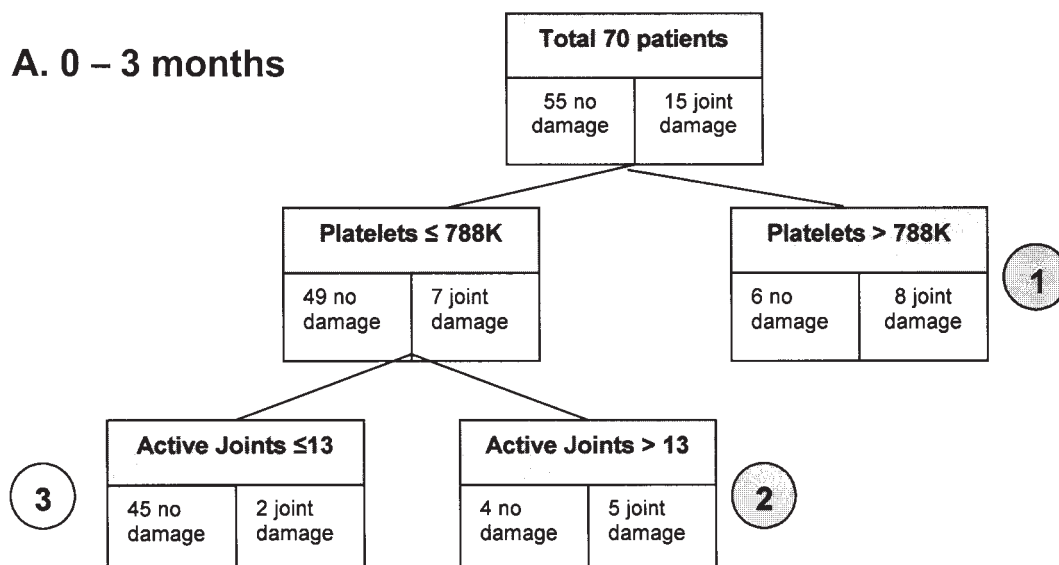 A. 0 – 3 months
Total 70 patients
55 no
damage
15 joint
damage
Platelets ≤ 788K
49 no
damage
7 joint
damage
Platelets > 788K
6 no
damage
8 joint
damage
1
Active Joints ≤13
45 no
damage
2 joint
damage
3
Active Joints > 13
4 no
damage
5 joint
damage
2